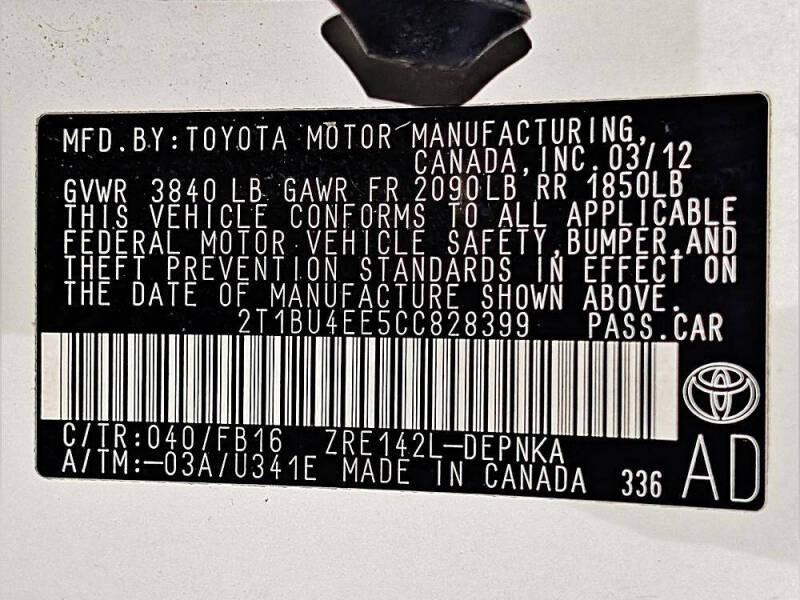 MFD.BY:TOYOTA MOTOR MANUFACTURING,
CANADA,INC.03/12
GVWR 3840 LB GAWR FR 2090LB RR 1850LB
THIS VEHICLE CONFORMS TO ALL APPLICABLE
FEDERAL MOTOR VEHICLE SAFETY,BUMPER,AND
THEFT PREVENTION STANDARDS IN EFFECT ON
THE DATE OF MANUFACTURE SHOWN ABOVE.
2T1BU4EE5CC828399 PASS.CAR
C/TR:040/FB16 ZRE142L-DEPNKA
A/TM:-03A/U341E MADE IN CANADA 336 AD